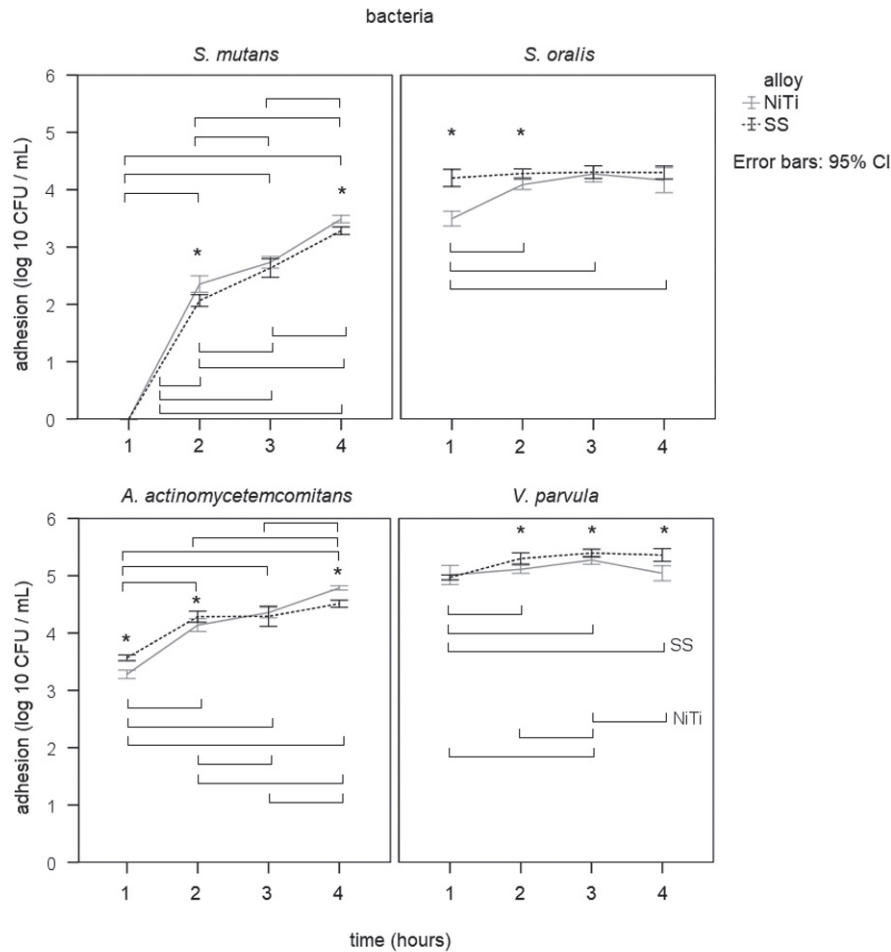 bacteria
S. mutans
S. oralis
alloy
NiTi
SS
Error bars: 95% CI
adhesion (log 10 CFU / mL)
6
5
4
3
2
1
0
*
*
*
*
1 2 3 4
1 2 3 4
A. actinomycetemcomitans
V. parvula
adhesion (log 10 CFU / mL)
6
5
4
3
2
1
0
*
*
*
*
*
*
SS
NiTi
1 2 3 4
1 2 3 4
time (hours)